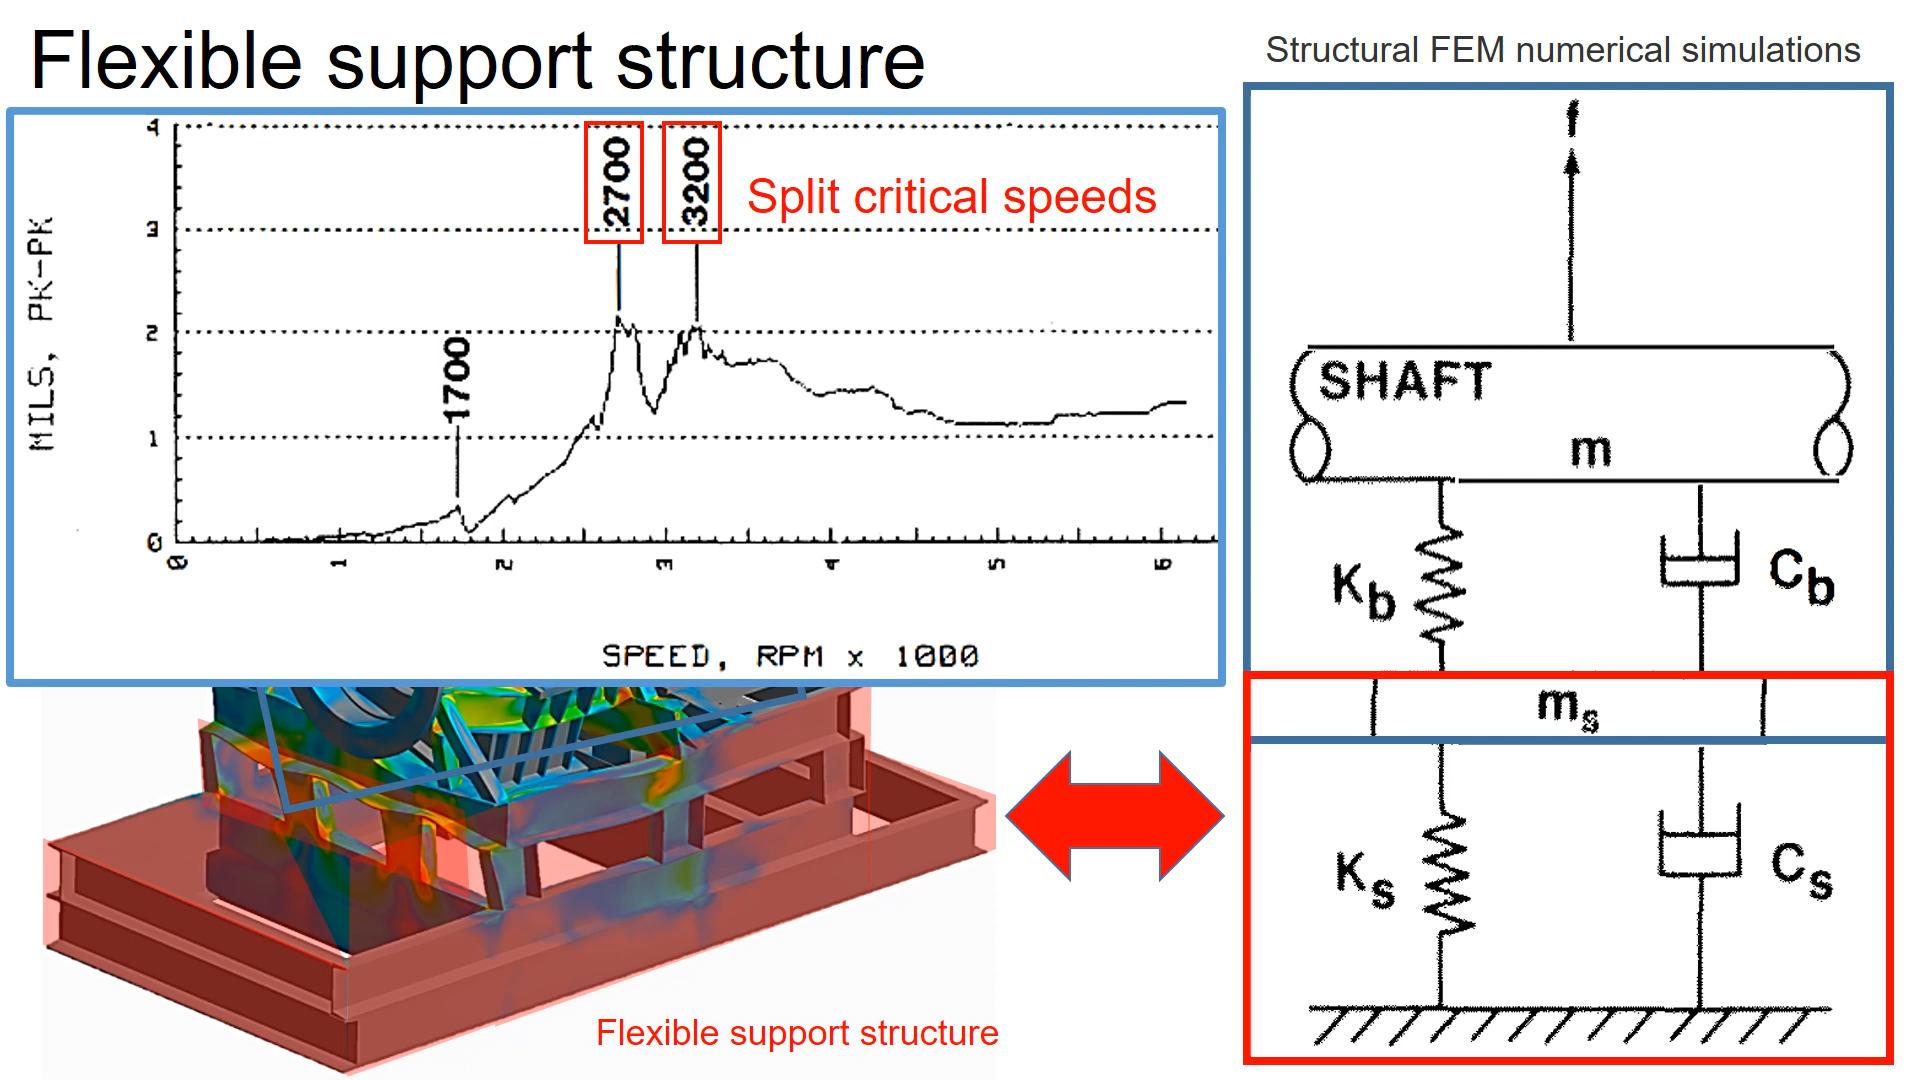 Flexible support structure
Structural FEM numerical simulations
4
3
2
1
0
MILS, PK-PK
1700
2700
3200
Split critical speeds
0 1 2 3 4 5 6
SPEED, RPM x 1000
f
SHAFT
m
Kb
Cb
ms
Ks
Cs
Flexible support structure